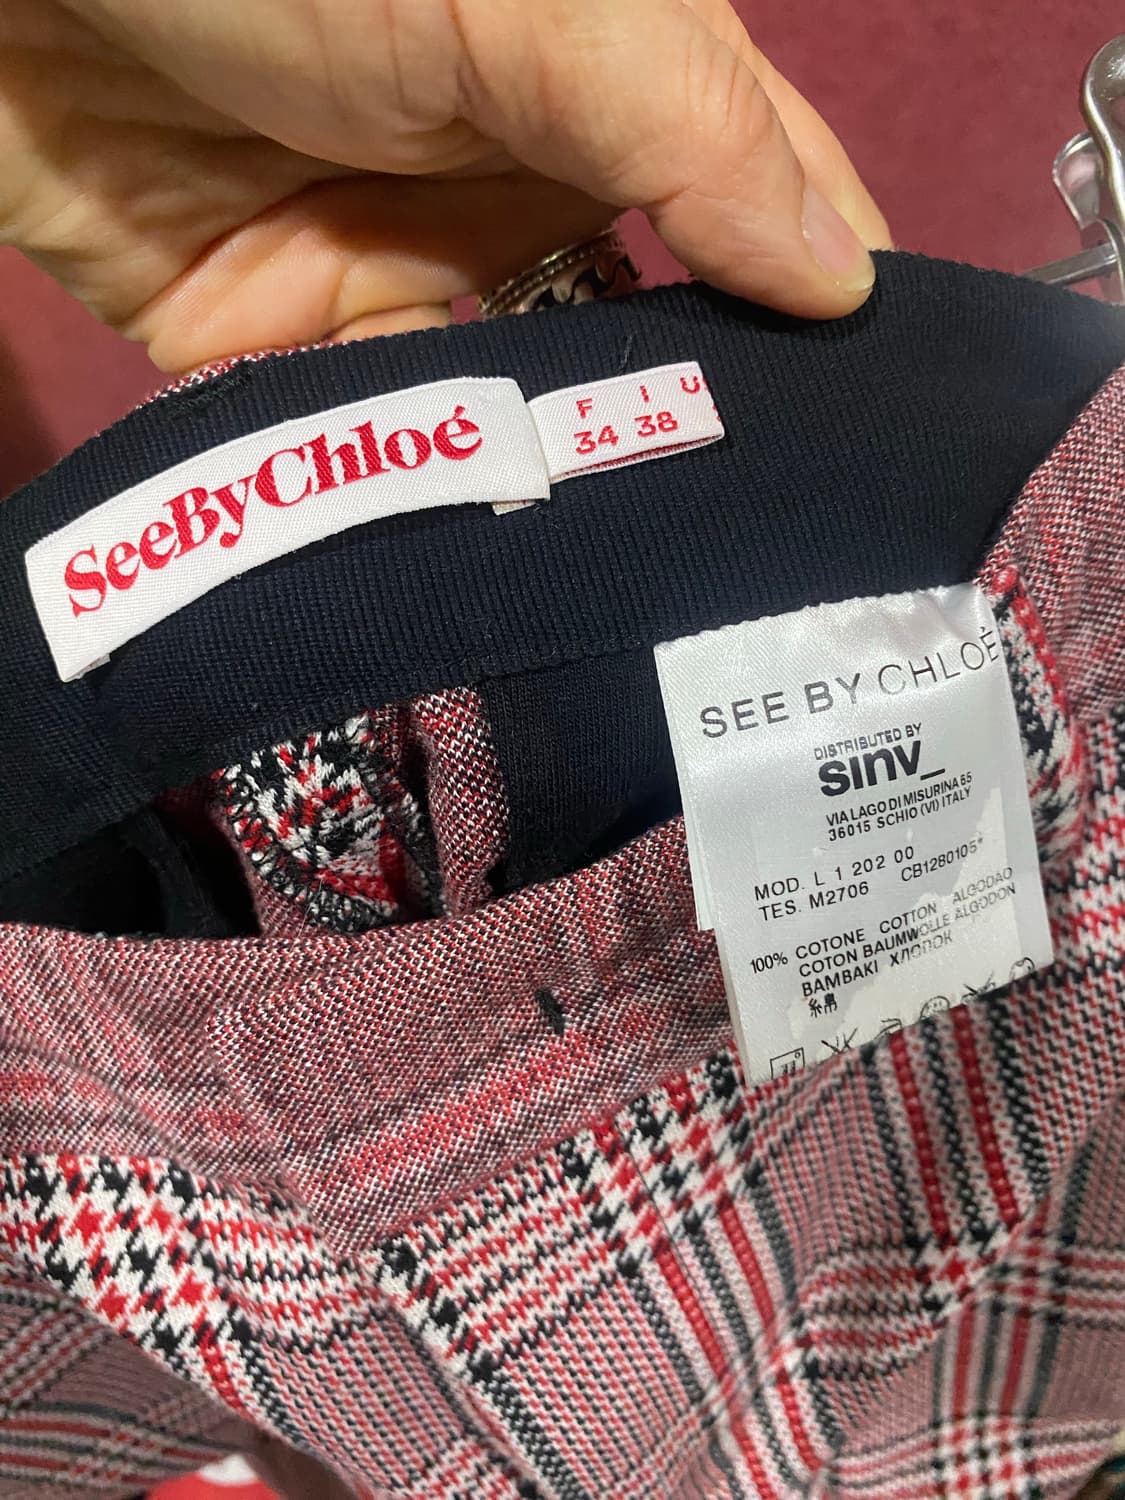 SeeByChloé
F I U
34 38
SEE BY CHLOÉ
DISTRIBUTED BY
sinv_
VIA LAGO DI MISURINA 65
36015 SCHIO (VI) ITALY
MOD. L 1 202 00
TES. M2706 CB1280105*
100% COTONE COTTON ALGODAO
COTON BAUMWOLLE ALGODON
BAMBAKI ХЛОПОК